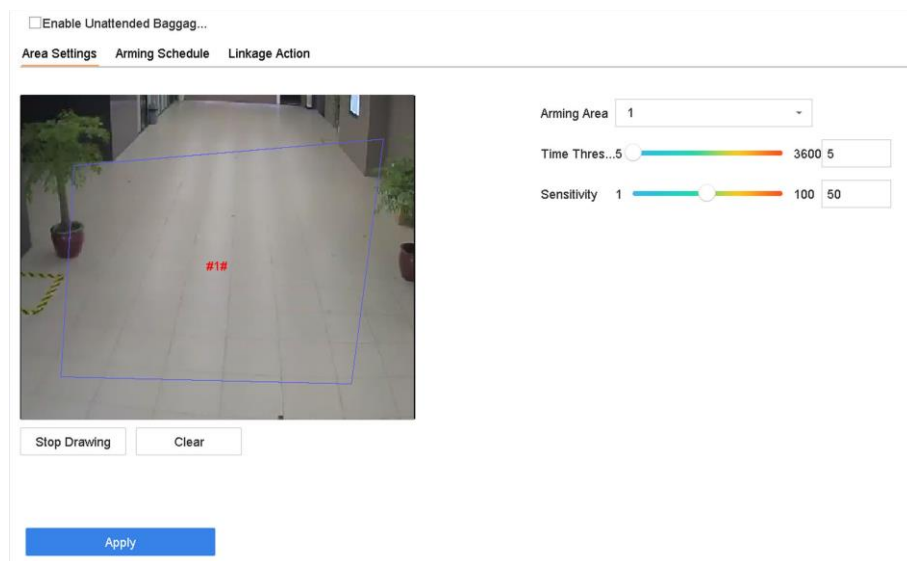 Enable Unattended Baggag...
Area Settings Arming Schedule Linkage Action
Arming Area 1
Time Thres...5 3600 5
Sensitivity 1 100 50
#1#
Stop Drawing Clear
Apply